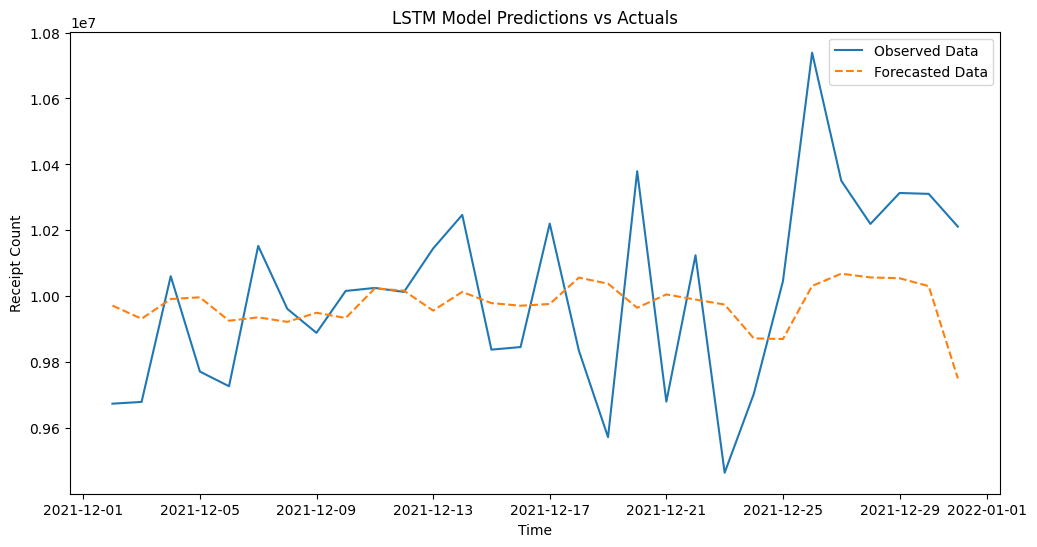 LSTM Model Predictions vs Actuals
1e7
1.08
1.06
1.04
1.02
1.00
0.98
0.96
Receipt Count
Observed Data
Forecasted Data
2021-12-01 2021-12-05 2021-12-09 2021-12-13 2021-12-17 2021-12-21 2021-12-25 2021-12-29 2022-01-01
Time